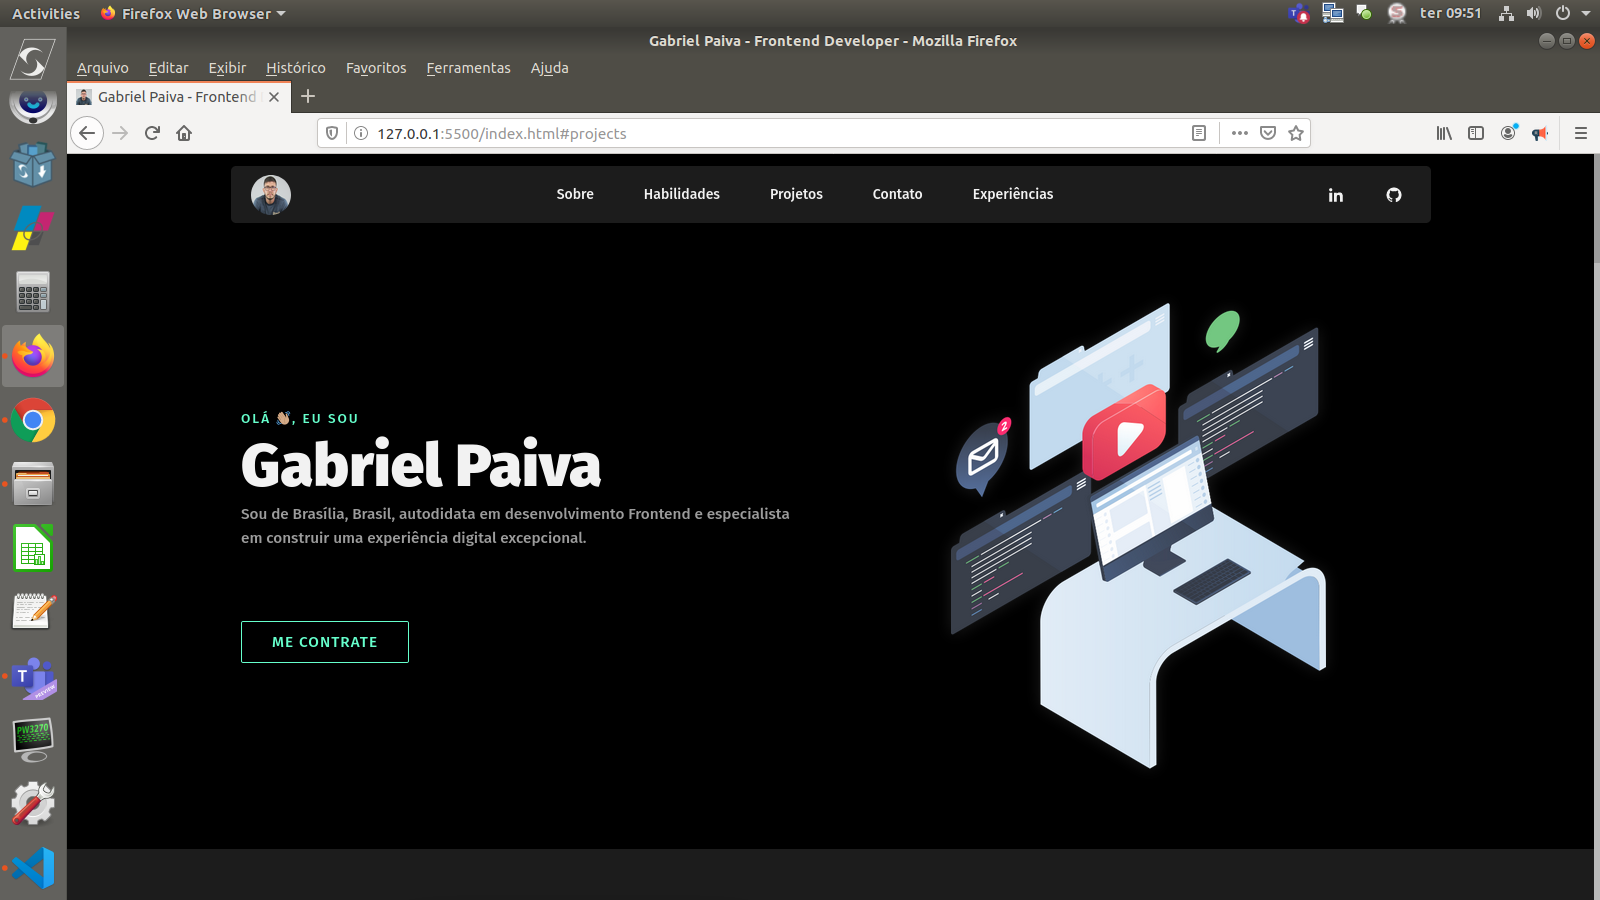 Activities
Firefox Web Browser
ter 09:51
Gabriel Paiva - Frontend Developer - Mozilla Firefox
Arquivo Editar Exibir Histórico Favoritos Ferramentas Ajuda
Gabriel Paiva - Frontend
127.0.0.1:5500/index.html#projects
Sobre Habilidades Projetos Contato Experiências
in
OLÁ 👋🏼, EU SOU
Gabriel Paiva
Sou de Brasília, Brasil, autodidata em desenvolvimento Frontend e especialista
em construir uma experiência digital excepcional.
ME CONTRATE
2
T
PREVIEW
PW3270